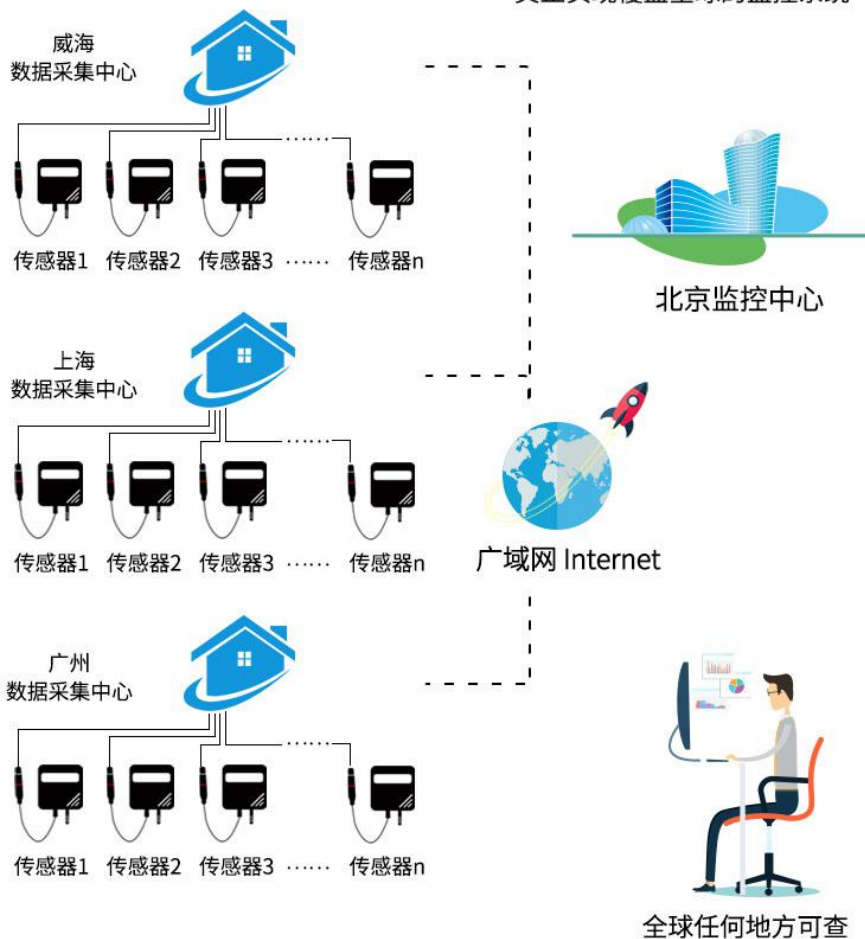 威海
数据采集中心
传感器1 传感器2 传感器3 …… 传感器n
北京监控中心
上海
数据采集中心
传感器1 传感器2 传感器3 …… 传感器n
广域网 Internet
广州
数据采集中心
传感器1 传感器2 传感器3 …… 传感器n
全球任何地方可查